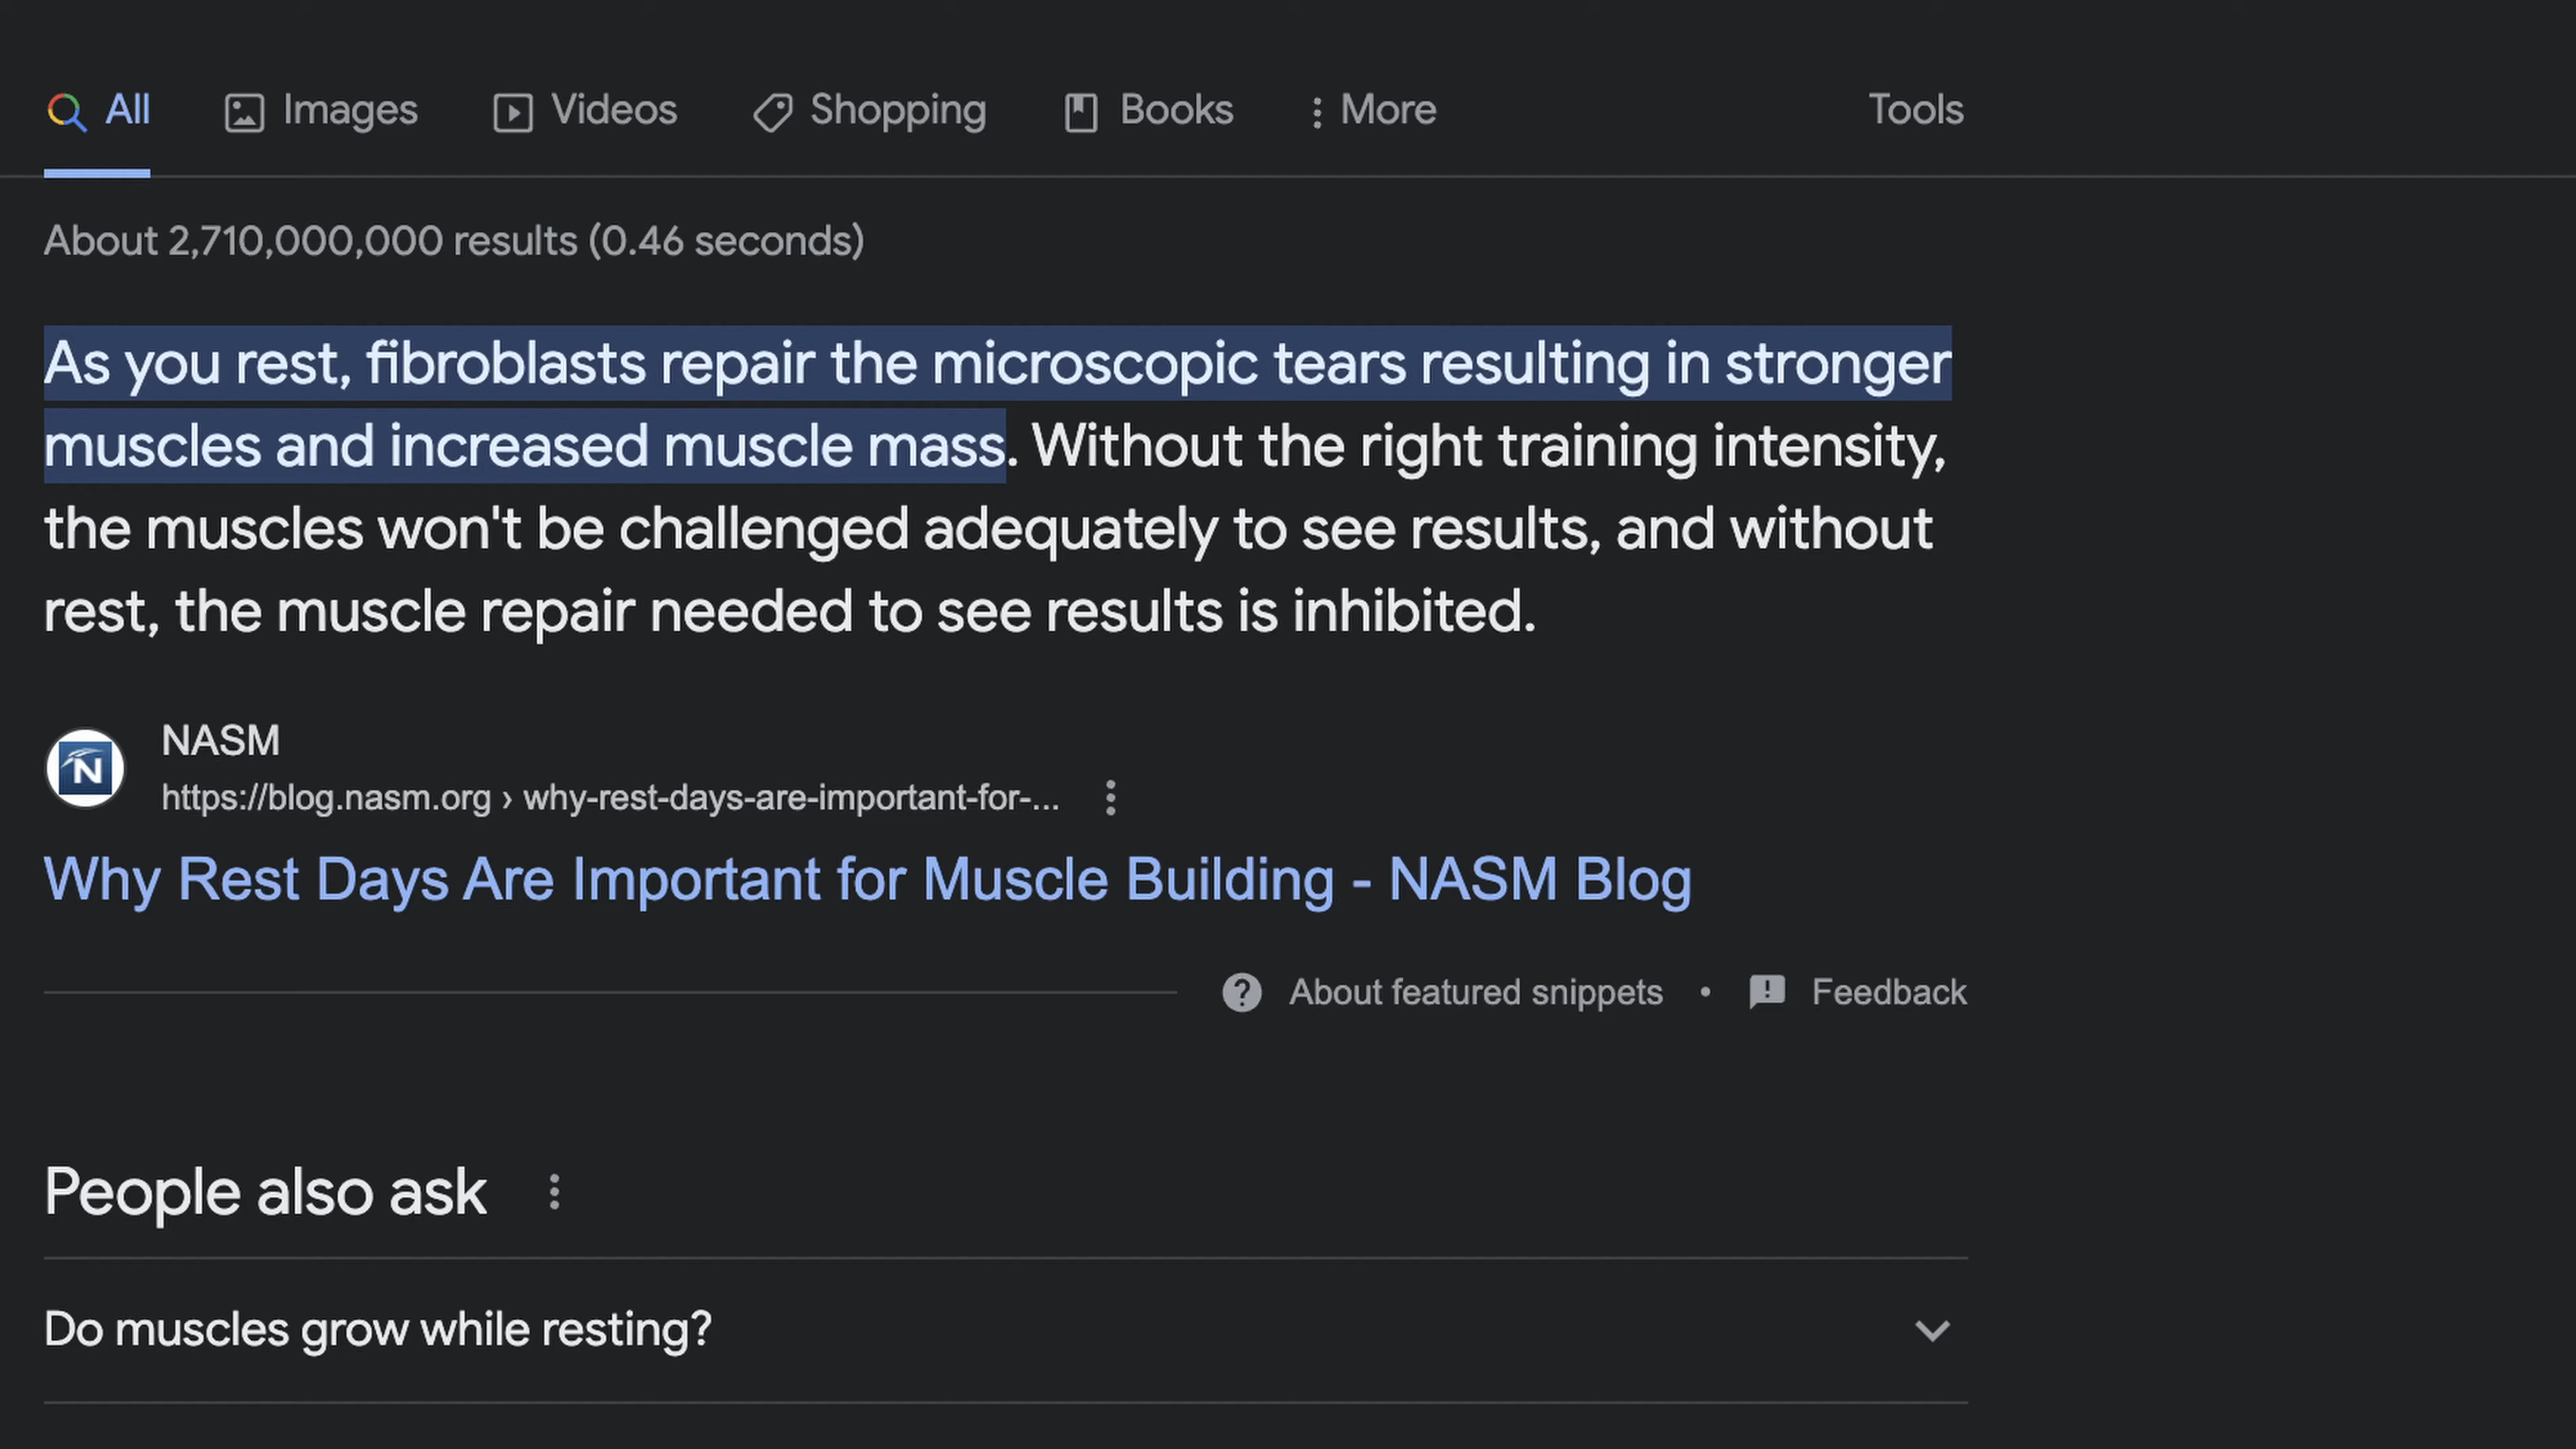 All Images Videos Shopping Books More Tools
About 2,710,000,000 results (0.46 seconds)
As you rest, fibroblasts repair the microscopic tears resulting in stronger
muscles and increased muscle mass. Without the right training intensity,
the muscles won't be challenged adequately to see results, and without
rest, the muscle repair needed to see results is inhibited.
N
NASM
https://blog.nasm.org › why-rest-days-are-important-for-...
Why Rest Days Are Important for Muscle Building - NASM Blog
About featured snippets • Feedback
People also ask
Do muscles grow while resting?